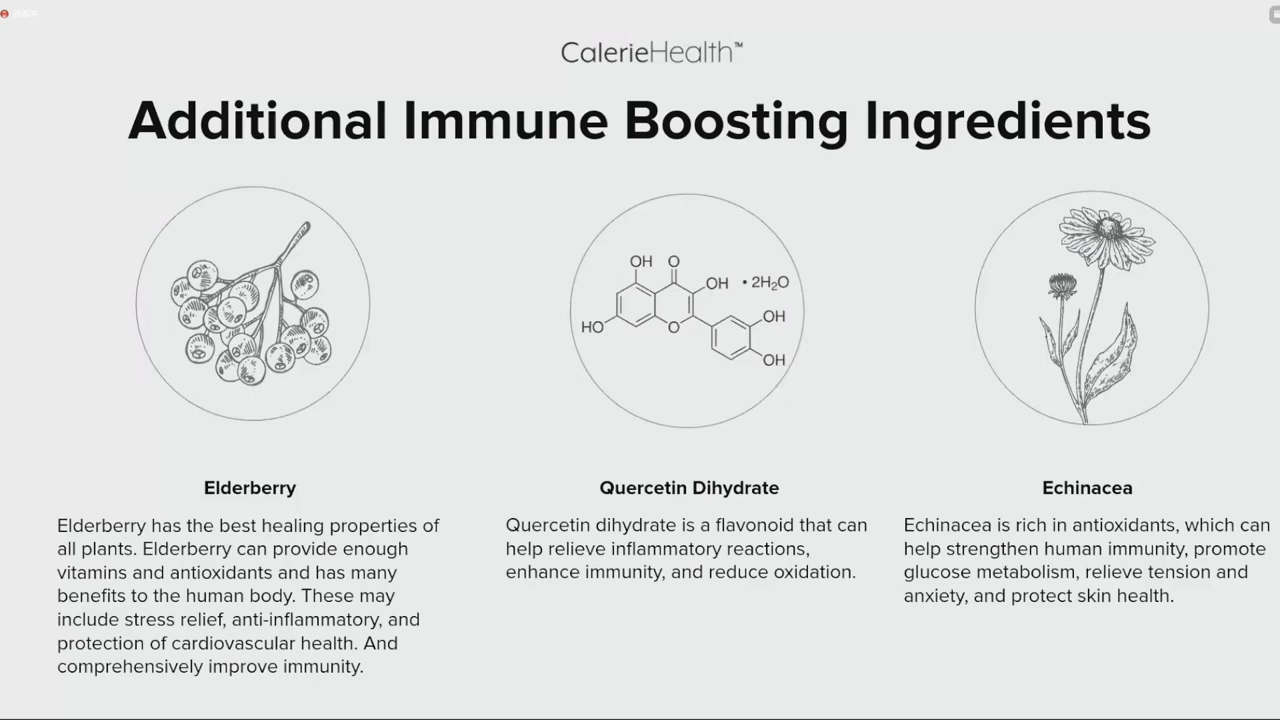 CalerieHealth™
Additional Immune Boosting Ingredients
OH
O
OH
• 2H₂O
HO
O
OH
OH
Elderberry
Elderberry has the best healing properties of
all plants. Elderberry can provide enough
vitamins and antioxidants and has many
benefits to the human body. These may
include stress relief, anti-inflammatory, and
protection of cardiovascular health. And
comprehensively improve immunity.
Quercetin Dihydrate
Quercetin dihydrate is a flavonoid that can
help relieve inflammatory reactions,
enhance immunity, and reduce oxidation.
Echinacea
Echinacea is rich in antioxidants, which can
help strengthen human immunity, promote
glucose metabolism, relieve tension and
anxiety, and protect skin health.